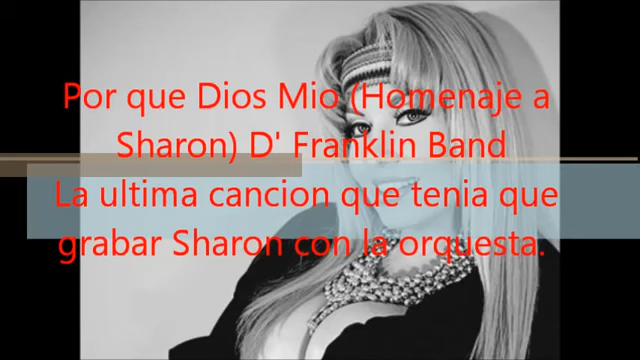 Por que Dios Mio (Homenaje a
Sharon) D' Franklin Band
La ultima cancion que tenia que
grabar Sharon con la orquesta.